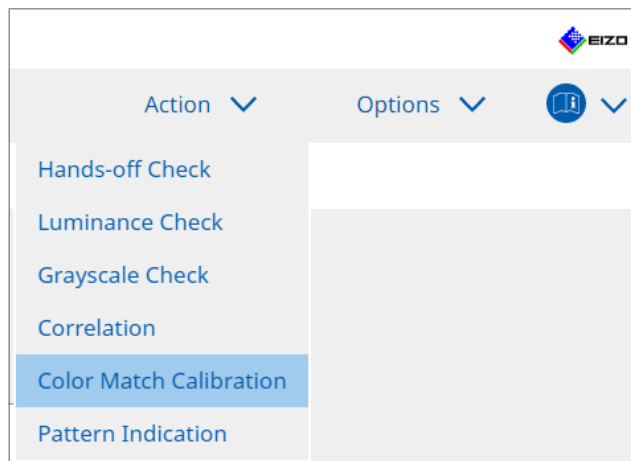 EIZO
Action Options
Hands-off Check
Luminance Check
Grayscale Check
Correlation
Color Match Calibration
Pattern Indication